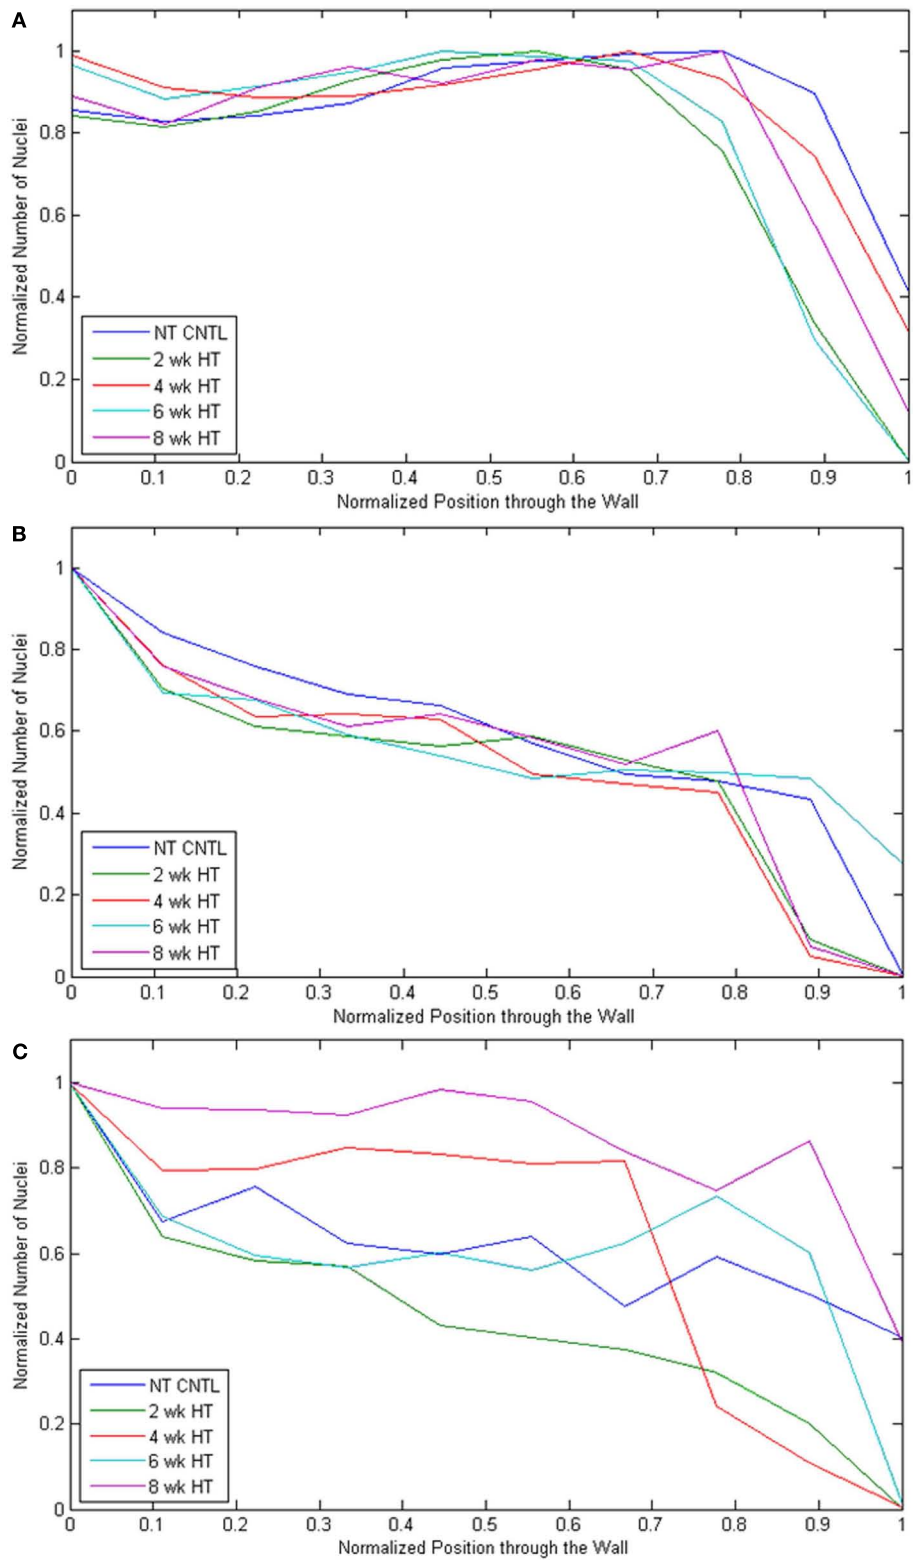 A
Normalized Number of Nuclei
1
0.8
0.6
0.4
0.2
0
NT CNTL
2 wk HT
4 wk HT
6 wk HT
8 wk HT
0 0.1 0.2 0.3 0.4 0.5 0.6 0.7 0.8 0.9 1
Normalized Position through the Wall
B
Normalized Number of Nuclei
1
0.8
0.6
0.4
0.2
0
NT CNTL
2 wk HT
4 wk HT
6 wk HT
8 wk HT
0 0.1 0.2 0.3 0.4 0.5 0.6 0.7 0.8 0.9 1
Normalized Position through the Wall
C
Normalized Number of Nuclei
1
0.8
0.6
0.4
0.2
0
NT CNTL
2 wk HT
4 wk HT
6 wk HT
8 wk HT
0 0.1 0.2 0.3 0.4 0.5 0.6 0.7 0.8 0.9 1
Normalized Position through the Wall